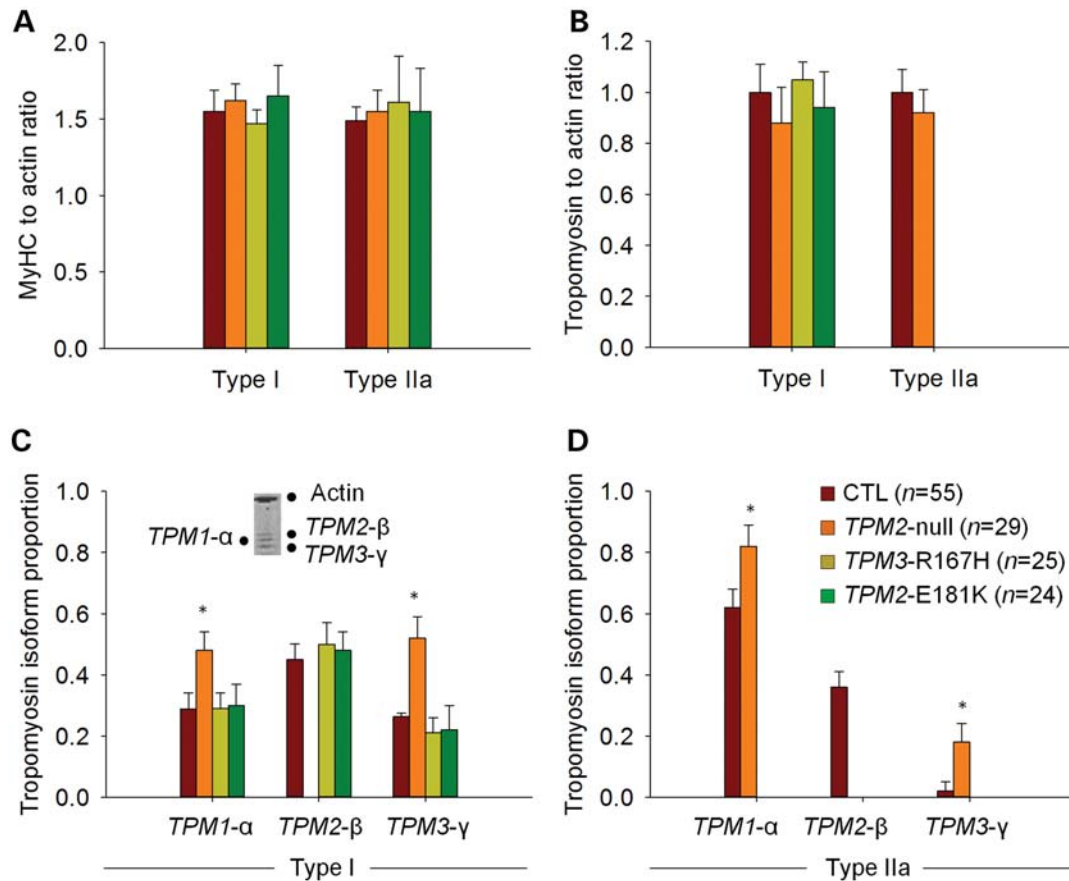 A
MyHC to actin ratio
2.0
1.5
1.0
0.5
0.0
Type I Type IIa
B
Tropomyosin to actin ratio
1.2
1.0
0.8
0.6
0.4
0.2
0.0
Type I Type IIa
C
Tropomyosin isoform proportion
1.0
0.8
0.6
0.4
0.2
0.0
Actin
TPM1-α
TPM2-β
TPM3-γ
*
*
TPM1-α TPM2-β TPM3-γ
Type I
D
Tropomyosin isoform proportion
1.0
0.8
0.6
0.4
0.2
0.0
CTL (n=55)
TPM2-null (n=29)
TPM3-R167H (n=25)
TPM2-E181K (n=24)
*
*
TPM1-α TPM2-β TPM3-γ
Type IIa